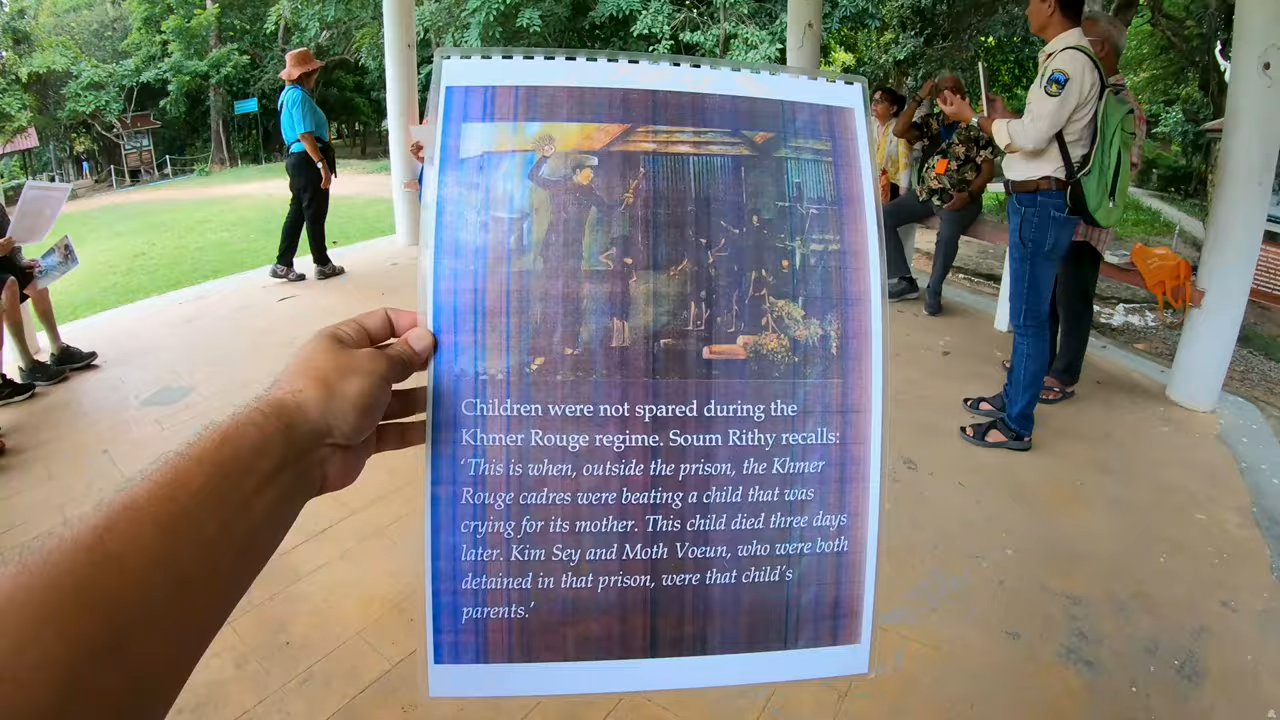 Children were not spared during the
Khmer Rouge regime. Soum Rithy recalls:
‘This is when, outside the prison, the Khmer
Rouge cadres were beating a child that was
crying for its mother. This child died three days
later. Kim Sey and Moth Voeun, who were both
detained in that prison, were that child’s
parents.’